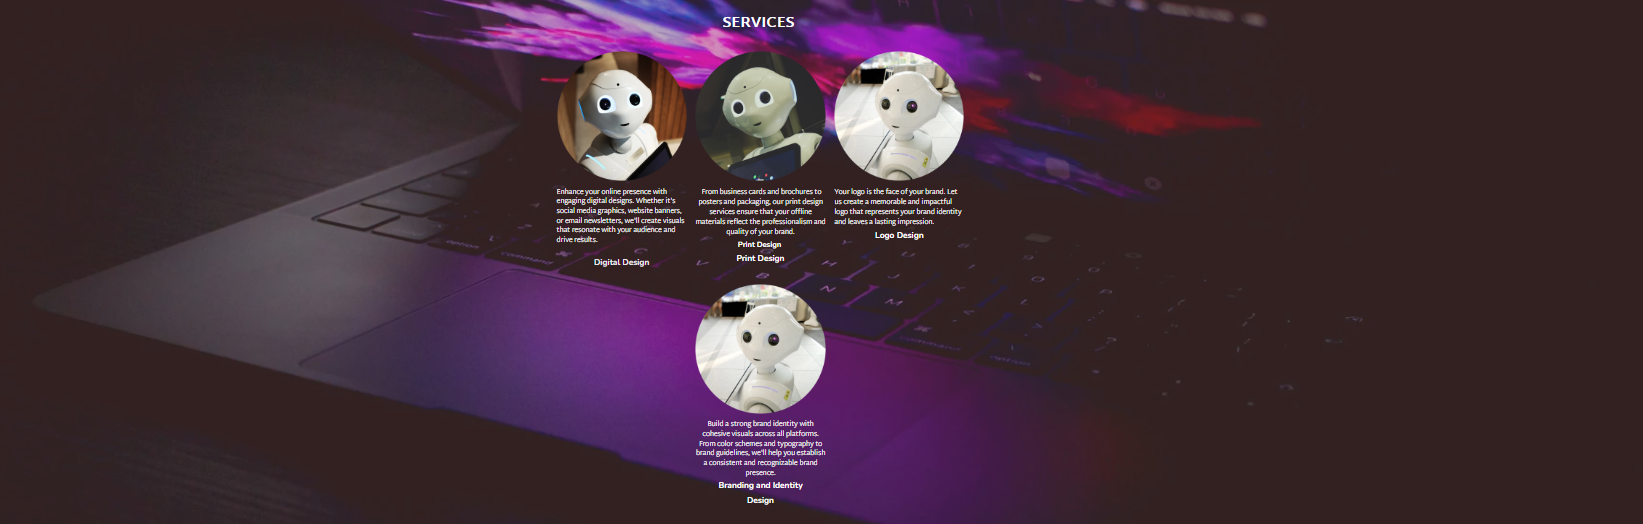 SERVICES
Enhance your online presence with
engaging digital designs. Whether it's
social media graphics, website banners,
or email newsletters, we'll create visuals
that resonate with your audience and
drive results.
Digital Design
From business cards and brochures to
posters and packaging, our print design
services ensure that your offline
materials reflect the professionalism and
quality of your brand.
Print Design
Print Design
Your logo is the face of your brand. Let
us create a memorable and impactful
logo that represents your brand identity
and leaves a lasting impression.
Logo Design
Build a strong brand identity with
cohesive visuals across all platforms.
From color schemes and typography to
brand guidelines, we'll help you establish
a consistent and recognizable brand
presence.
Branding and Identity
Design
option
command
command
option